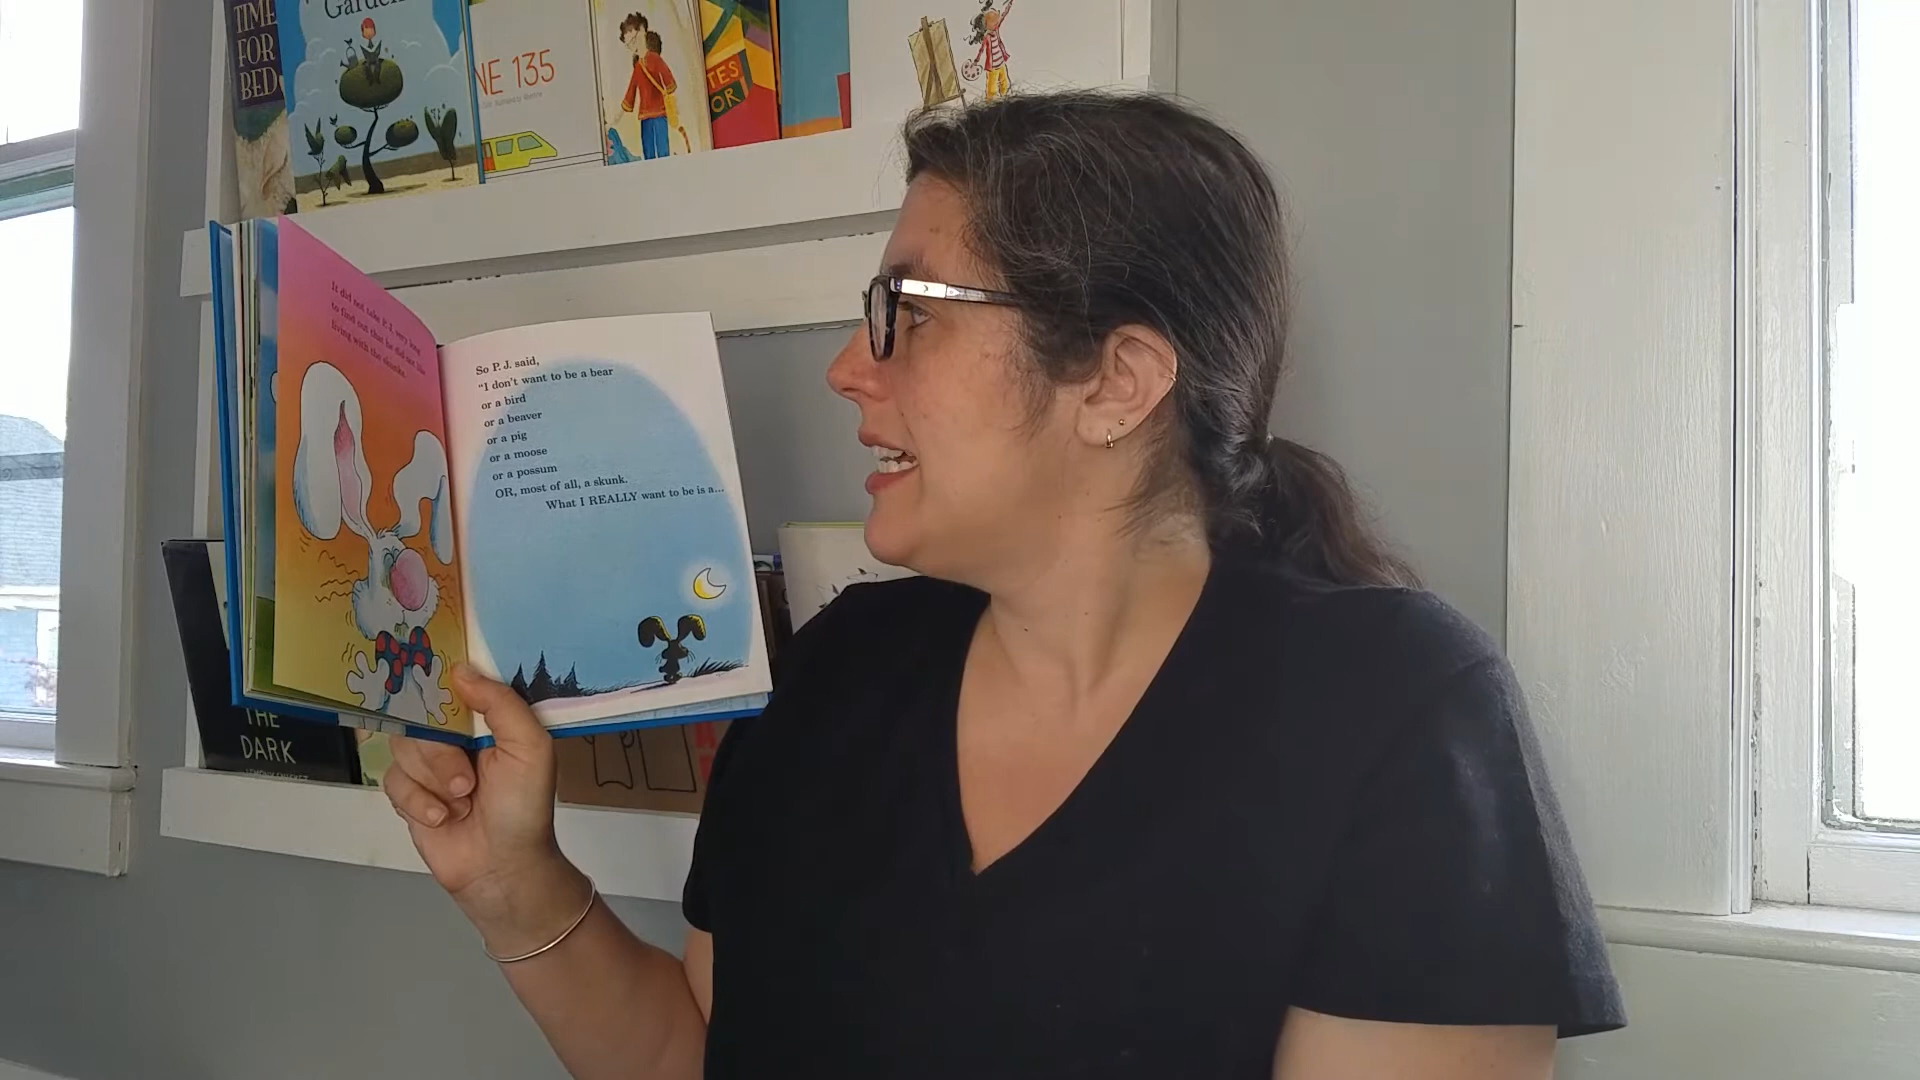 TIME
FOR
BED
Garden
NE 135
TES
OR
It did not take P. J. very long
to find out that he did not like
living with the skunks.
So P. J. said,
"I don't want to be a bear
or a bird
or a beaver
or a pig
or a moose
or a possum
OR, most of all, a skunk.
What I REALLY want to be is a...
THE
DARK